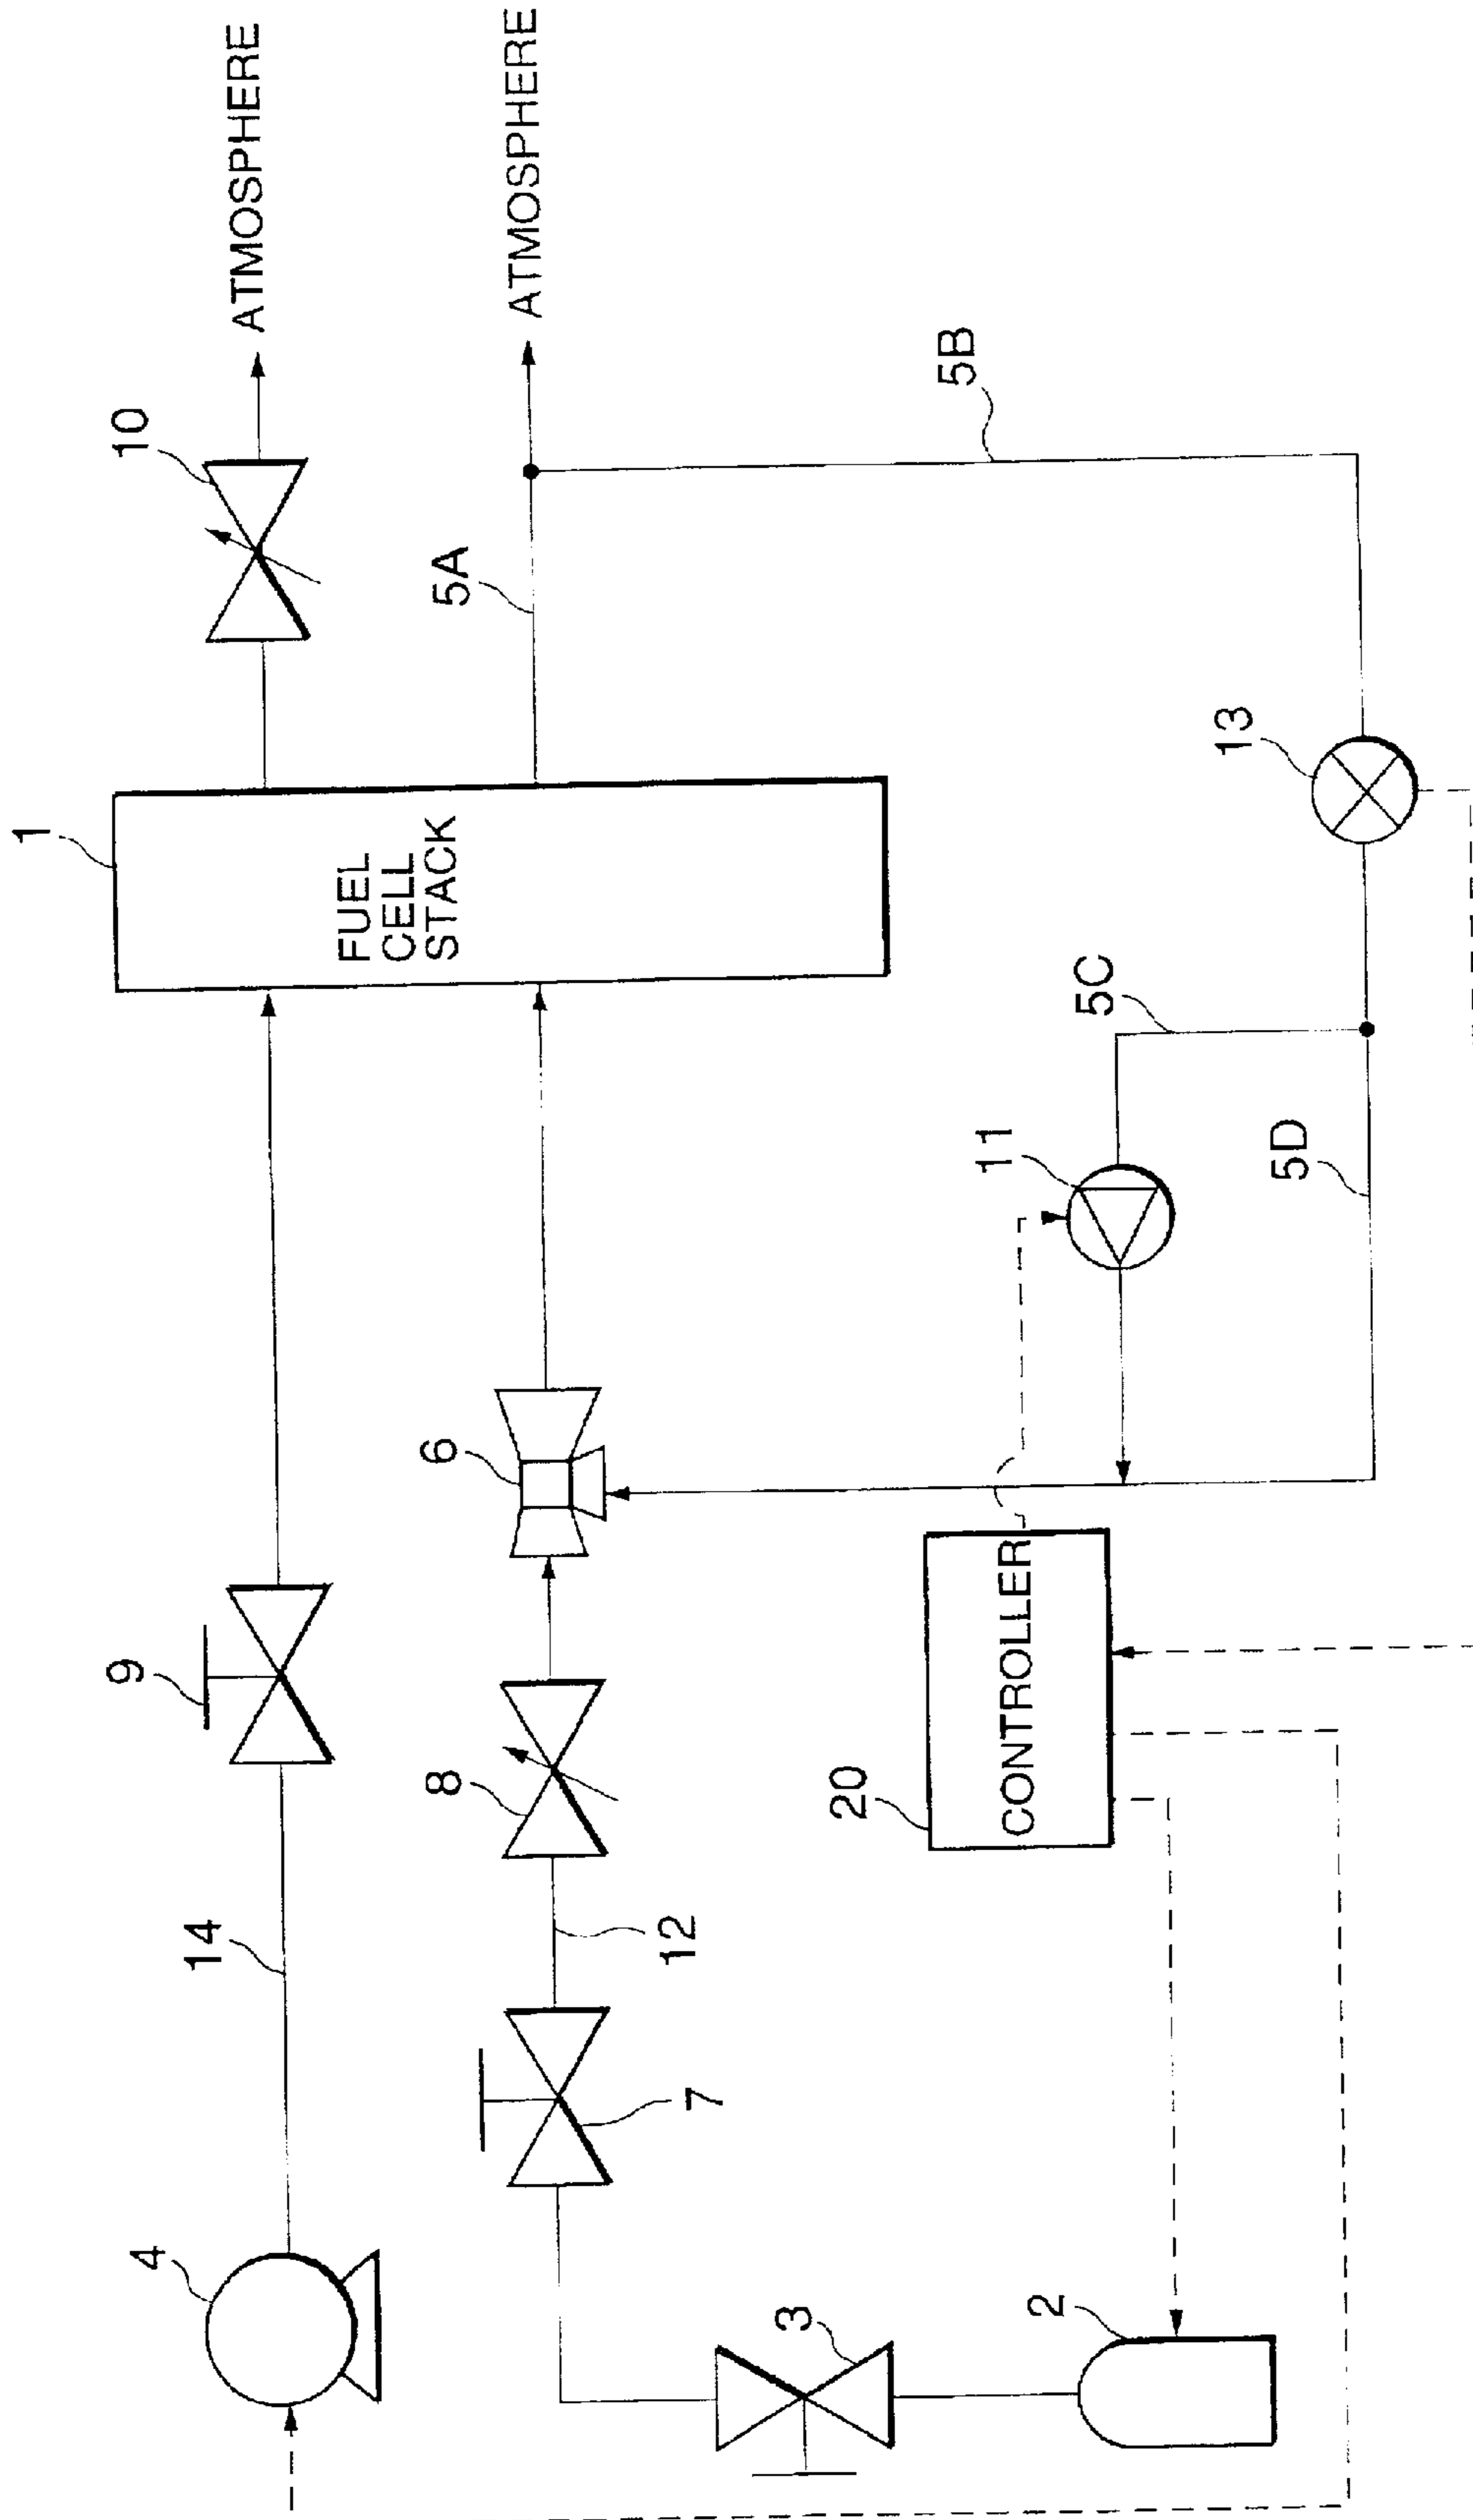 ATMOSPHERE
10
ATMOSPHERE
5A
5B
1
FUEL
CELL
STACK
13
5C
11
5D
6
9
8
20
CONTROLLER
14
12
7
4
3
2